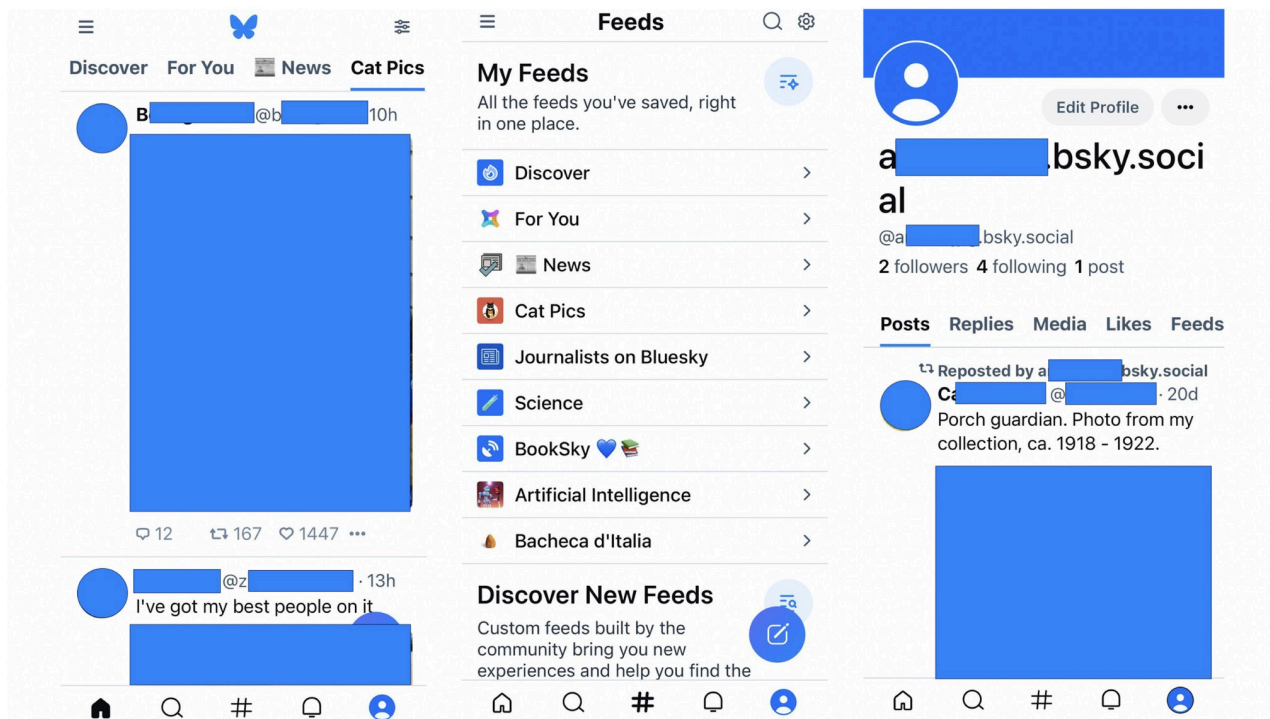 Discover For You 📰 News Cat Pics
B @b 10h
12 167 1447
@z · 13h
I've got my best people on it
Feeds
My Feeds
All the feeds you've saved, right
in one place.
Discover
For You
📰 News
Cat Pics
Journalists on Bluesky
Science
BookSky 💙📚
Artificial Intelligence
Bacheca d'Italia
Discover New Feeds
Custom feeds built by the
community bring you new
experiences and help you find the
Edit Profile
a .bsky.soci
al
@a .bsky.social
2 followers 4 following 1 post
Posts Replies Media Likes Feeds
Reposted by a bsky.social
Ca @ · 20d
Porch guardian. Photo from my
collection, ca. 1918 - 1922.